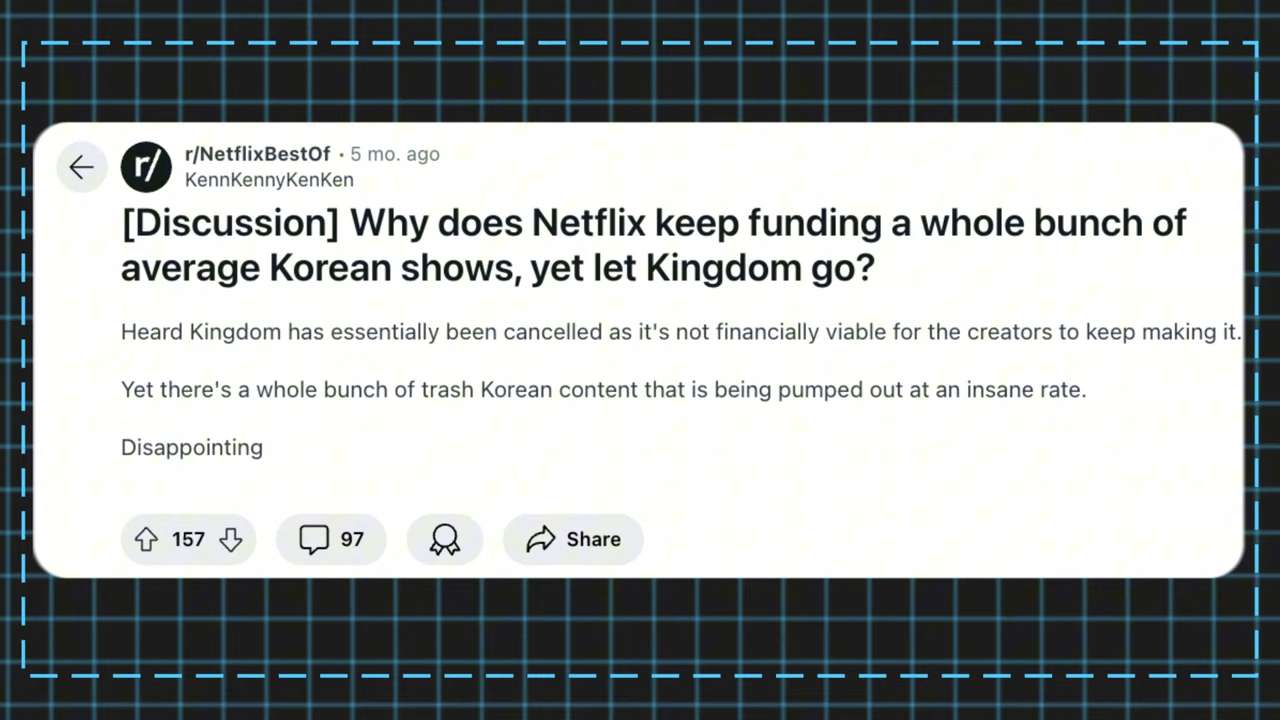 r/
r/NetflixBestOf • 5 mo. ago
KennKennyKenKen
[Discussion] Why does Netflix keep funding a whole bunch of
average Korean shows, yet let Kingdom go?
Heard Kingdom has essentially been cancelled as it's not financially viable for the creators to keep making it.
Yet there's a whole bunch of trash Korean content that is being pumped out at an insane rate.
Disappointing
157 97 Share